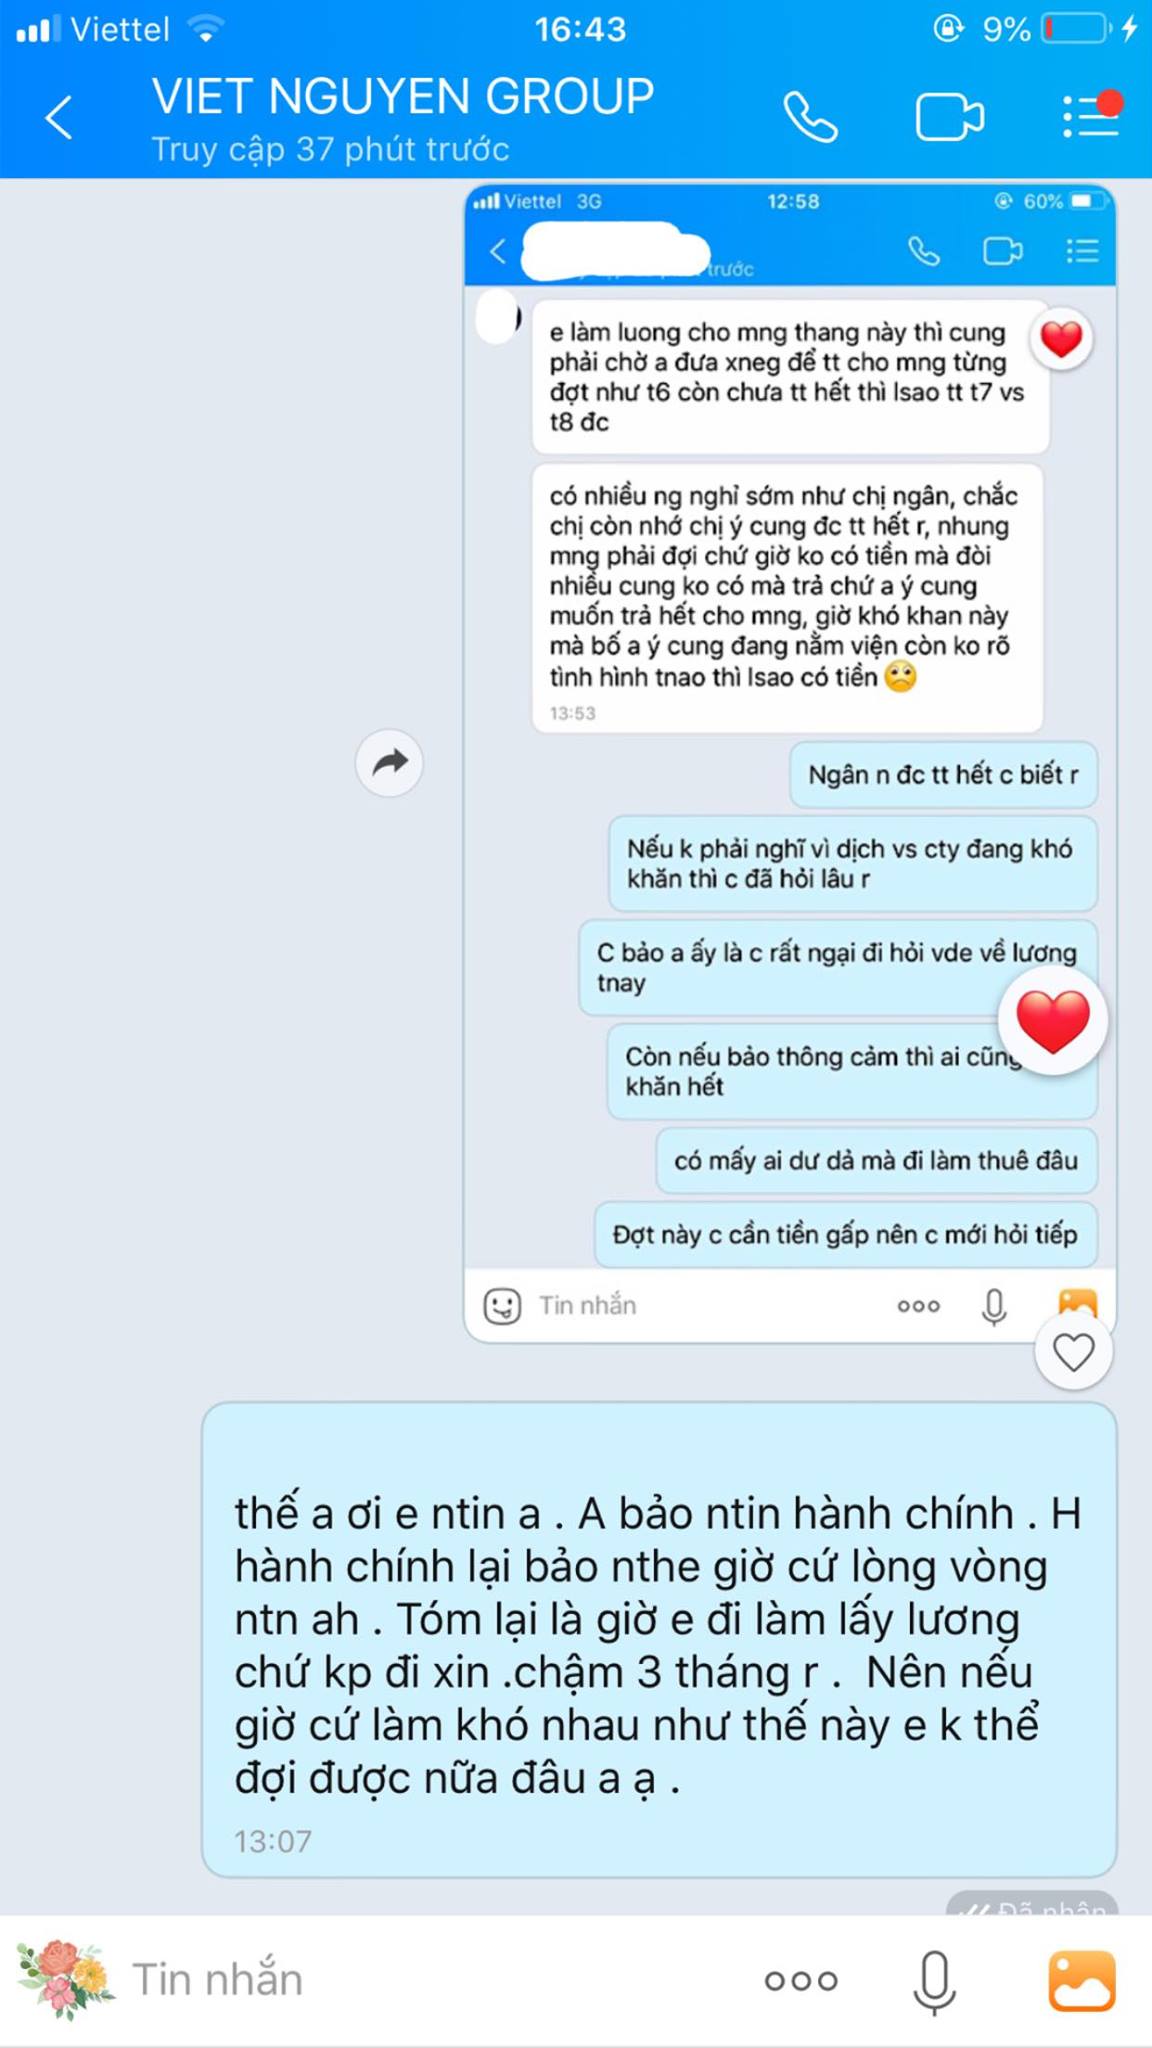 Viettel 16:43 9%
VIET NGUYEN GROUP
Truy cập 37 phút trước
Viettel 3G 12:58 60%
trước
e làm luong cho mng thang này thì cung
phải chờ a đưa xneg để tt cho mng từng
đợt như t6 còn chưa tt hết thì lsao tt t7 vs
t8 đc
có nhiều ng nghỉ sớm như chị ngân, chắc
chị còn nhớ chị ý cung đc tt hết r, nhung
mng phải đợi chứ giờ ko có tiền mà đòi
nhiều cung ko có mà trả chứ a ý cung
muốn trả hết cho mng, giờ khó khan này
mà bố a ý cung đang nằm viện còn ko rõ
tình hình tnao thì lsao có tiền
13:53
Ngân n đc tt hết c biết r
Nếu k phải nghĩ vì dịch vs cty đang khó
khăn thì c đã hỏi lâu r
C bảo a ấy là c rất ngại đi hỏi vde về lương
tnay
Còn nếu bảo thông cảm thì ai cũng
khăn hết
có mấy ai dư dả mà đi làm thuê đâu
Đợt này c cần tiền gấp nên c mới hỏi tiếp
Tin nhắn
thế a ơi e ntin a . A bảo ntin hành chính . H
hành chính lại bảo nthe giờ cứ lòng vòng
ntn ah . Tóm lại là giờ e đi làm lấy lương
chứ kp đi xin .chậm 3 tháng r .  Nên nếu
giờ cứ làm khó nhau như thế này e k thể
đợi được nữa đâu a ạ .
13:07
Đã nhận
Tin nhắn